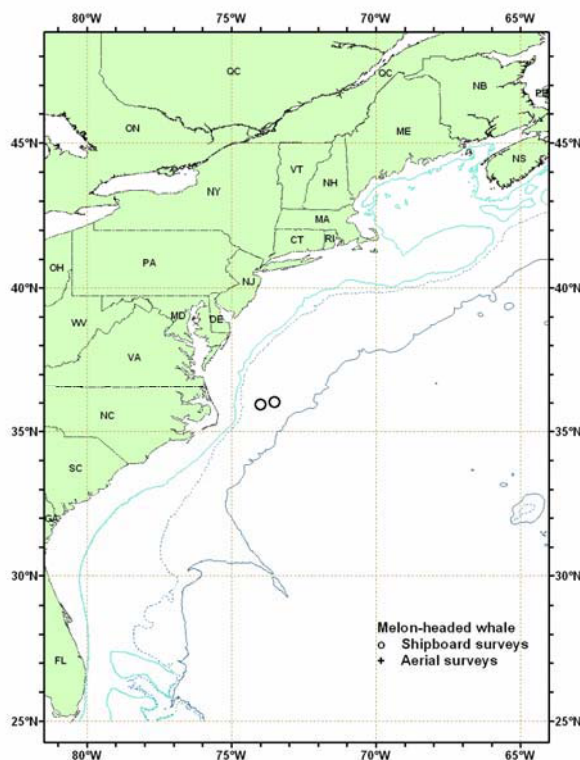 80°W 75°W 70°W 65°W
QC
QC
NB
PE
ON
ME
45°N 45°N
NS
VT
NH
NY
MA
CT RI
OH
PA
40°N 40°N
NJ
MD
DE
WV
VA
NC
35°N 35°N
SC
GA
30°N 30°N
Melon-headed whale
Shipboard surveys
Aerial surveys
FL
25°N 25°N
80°W 75°W 70°W 65°W